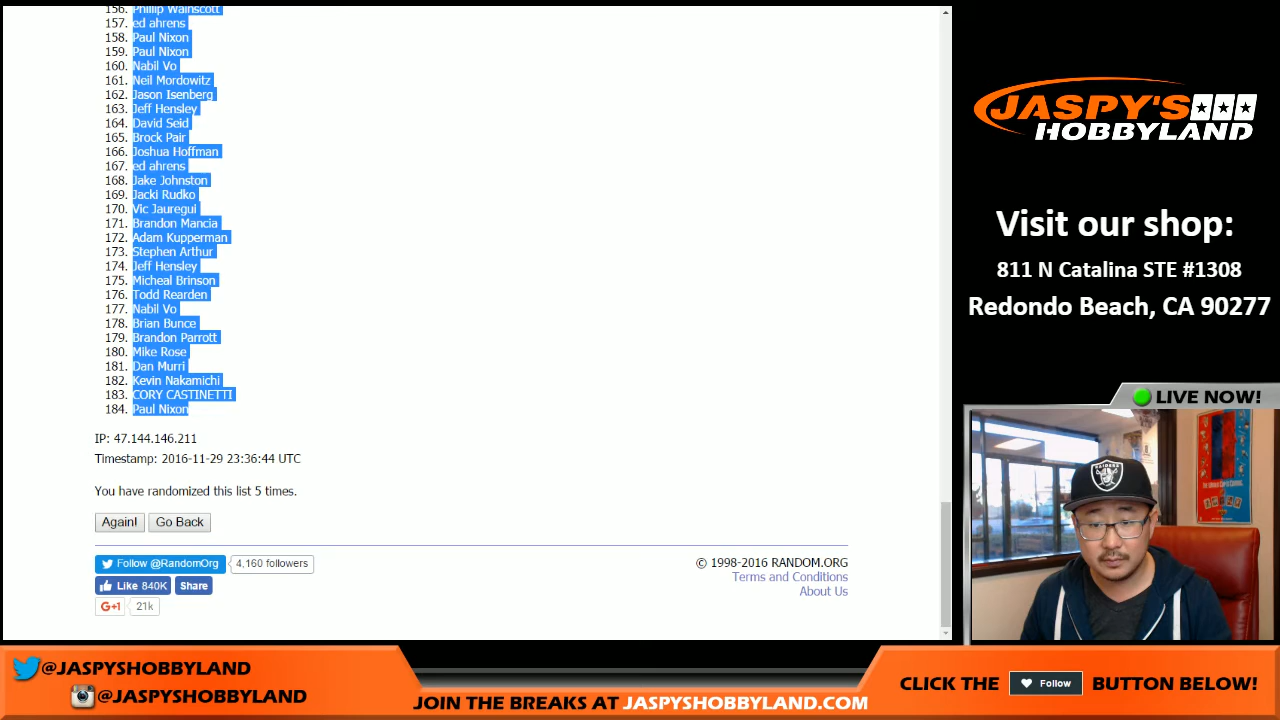 156. Phillip Wainscott
157. ed ahrens
158. Paul Nixon
159. Paul Nixon
160. Nabil Vo
161. Neil Mordowitz
162. Jason Isenberg
163. Jeff Hensley
164. David Seid
165. Brock Pair
166. Joshua Hoffman
167. ed ahrens
168. Jake Johnston
169. Jacki Rudko
170. Vic Jauregul
171. Brandon Mancia
172. Adam Kupperman
173. Stephen Arthur
174. Jeff Hensley
175. Micheal Brinson
176. Todd Rearden
177. Nabil Vo
178. Brian Bunce
179. Brandon Parrott
180. Mike Rose
181. Dan Murri
182. Kevin Nakamichi
183. CORY CASTINETTI
184. Paul Nixon
IP: 47.144.146.211
Timestamp: 2016-11-29 23:36:44 UTC
You have randomized this list 5 times.
Again! Go Back
Follow @RandomOrg 4,160 followers
Like 840K Share
G+1 21k
© 1998-2016 RANDOM.ORG
Terms and Conditions
About Us
JASPY'S
HOBBYLAND
Visit our shop:
811 N Catalina STE #1308
Redondo Beach, CA 90277
LIVE NOW!
RAIDERS
@JASPYSHOBBYLAND
@JASPYSHOBBYLAND
JOIN THE BREAKS AT JASPYSHOBBYLAND.COM
CLICK THE Follow BUTTON BELOW!